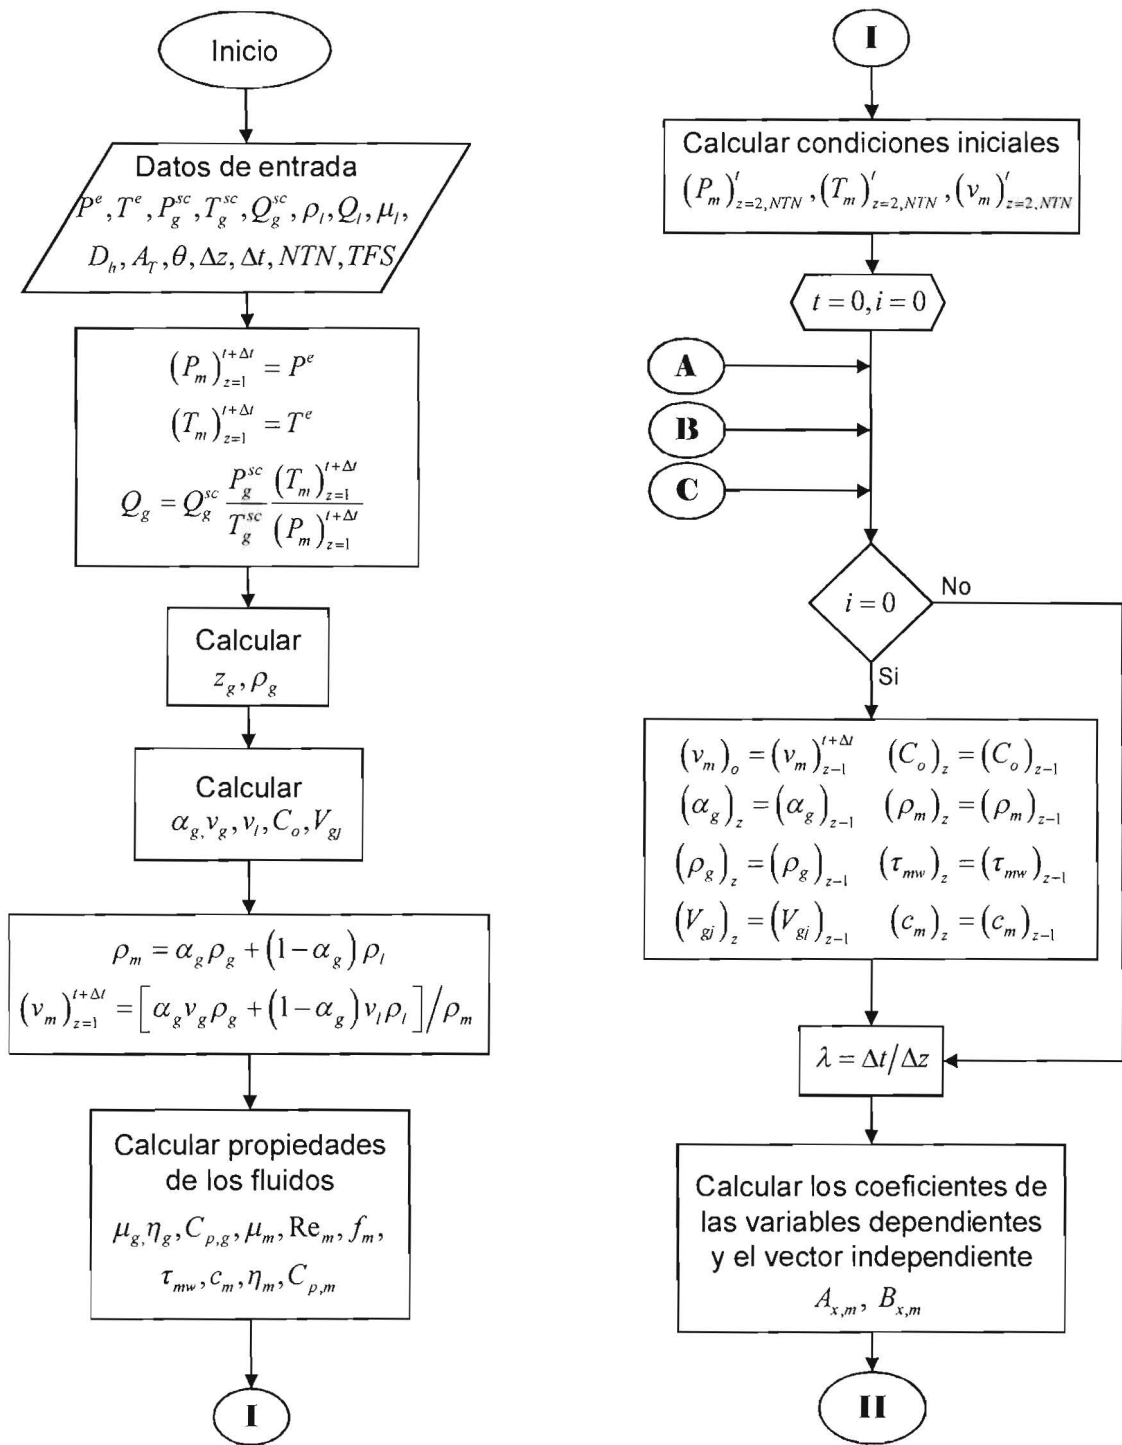 Inicio
Datos de entrada
P^e, T^e, P_g^{sc}, T_g^{sc}, Q_g^{sc}, ρ_l, Q_l, μ_l,
D_h, A_T, θ, Δz, Δt, NTN, TFS
(P_m)_{z=1}^{t+Δt} = P^e
(T_m)_{z=1}^{t+Δt} = T^e
Q_g = Q_g^{sc} \frac{P_g^{sc}}{T_g^{sc}} \frac{(T_m)_{z=1}^{t+Δt}}{(P_m)_{z=1}^{t+Δt}}
Calcular
z_g, ρ_g
Calcular
α_g, v_g, v_l, C_o, V_{gj}
ρ_m = α_g ρ_g + (1-α_g) ρ_l
(v_m)_{z=1}^{t+Δt} = [α_g v_g ρ_g + (1-α_g) v_l ρ_l]/ρ_m
Calcular propiedades
de los fluidos
μ_g, η_g, C_{p,g}, μ_m, Re_m, f_m,
τ_{mw}, c_m, η_m, C_{p,m}
I
I
Calcular condiciones iniciales
(P_m)_{z=2,NTN}^t, (T_m)_{z=2,NTN}^t, (v_m)_{z=2,NTN}^t
t = 0, i = 0
A
B
C
i = 0
No
Si
(v_m)_o = (v_m)_{z-1}^{t+Δt} (C_o)_z = (C_o)_{z-1}
(α_g)_z = (α_g)_{z-1} (ρ_m)_z = (ρ_m)_{z-1}
(ρ_g)_z = (ρ_g)_{z-1} (τ_{mw})_z = (τ_{mw})_{z-1}
(V_{gj})_z = (V_{gj})_{z-1} (c_m)_z = (c_m)_{z-1}
λ = Δt/Δz
Calcular los coeficientes de
las variables dependientes
y el vector independiente
A_{x,m}, B_{x,m}
II